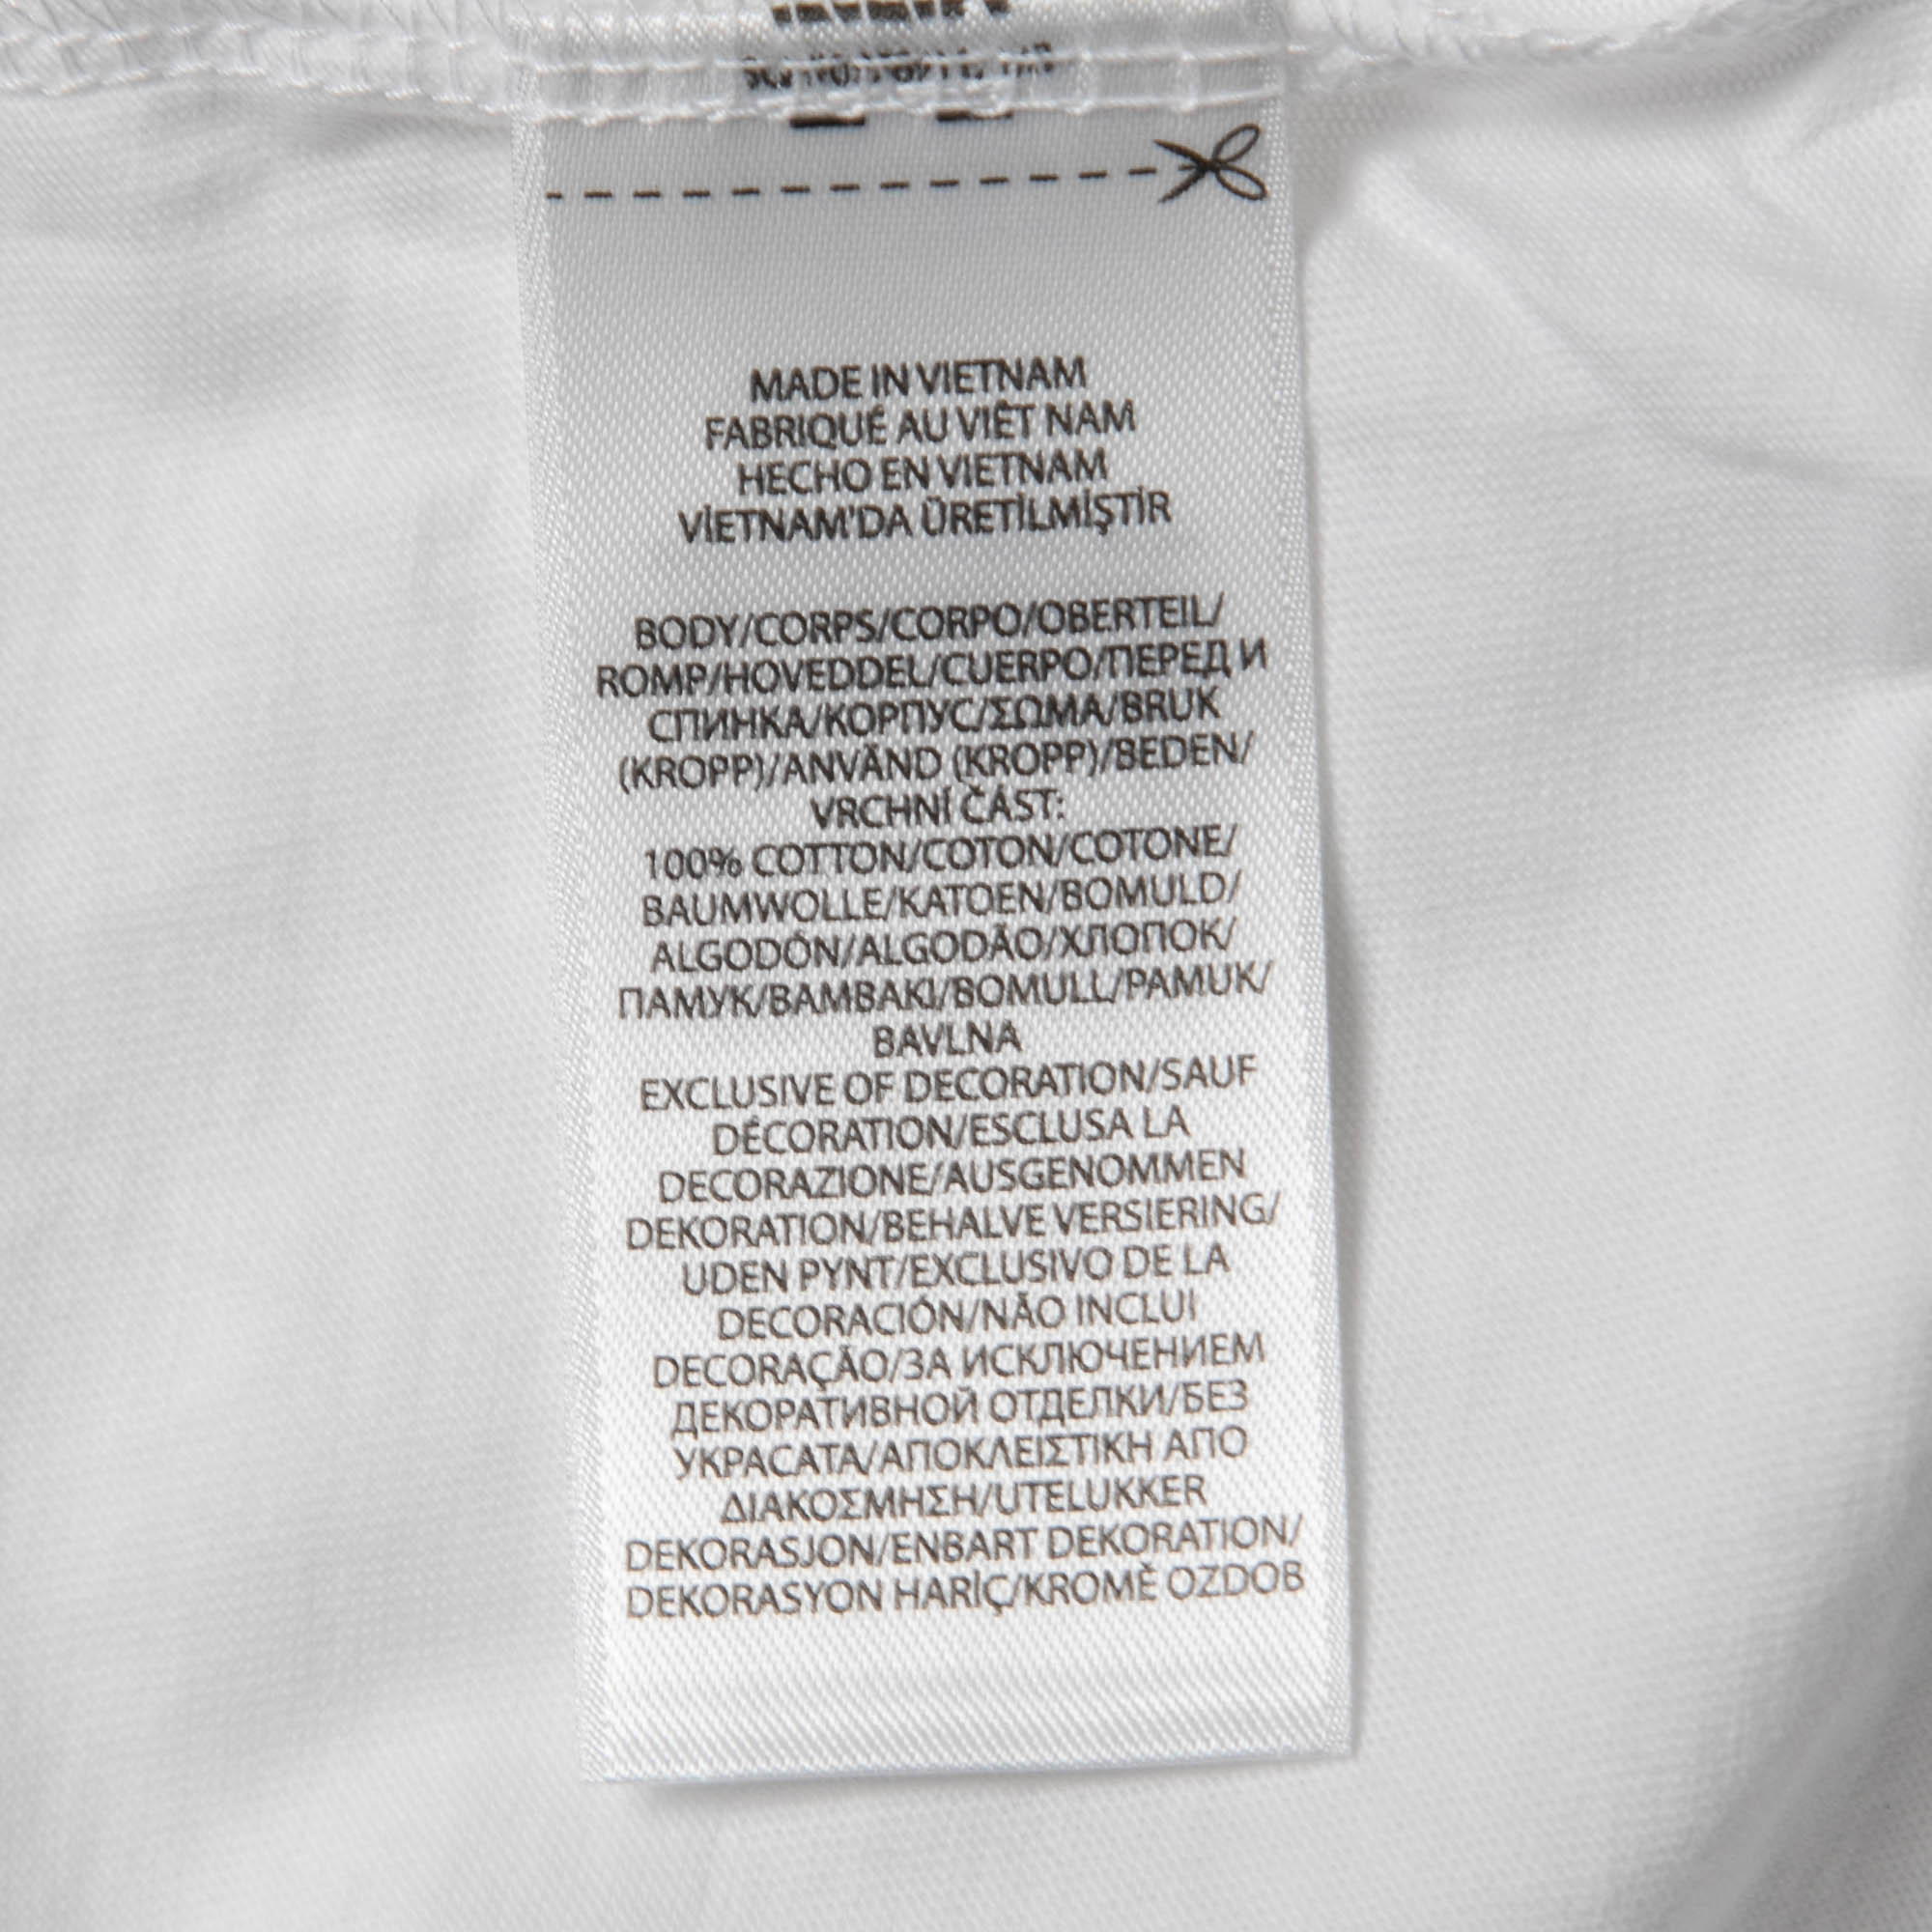 MADE IN VIETNAM
FABRIQUÉ AU VIÊT NAM
HECHO EN VIETNAM
VİETNAM'DA ÜRETİLMİŞTİR
BODY/CORPS/CORPO/OBERTEIL/
ROMP/HOVEDDEL/CUERPO/ПЕРЕД И
СПИНКА/КОРПУС/ΣΩΜΑ/BRUK
(KROPP)/ANVÄND (KROPP)/BEDEN/
VRCHNÍ ČÁST:
100% COTTON/COTON/COTONE/
BAUMWOLLE/KATOEN/BOMULD/
ALGODÓN/ALGODÃO/ХЛОПОК/
ПАМУК/ΒΑΜΒΑΚΙ/BOMULL/PAMUK/
BAVLNA
EXCLUSIVE OF DECORATION/SAUF
DÉCORATION/ESCLUSA LA
DECORAZIONE/AUSGENOMMEN
DEKORATION/BEHALVE VERSIERING/
UDEN PYNT/EXCLUSIVO DE LA
DECORACIÓN/NÃO INCLUI
DECORAÇÃO/ЗА ИСКЛЮЧЕНИЕМ
ДЕКОРАТИВНОЙ ОТДЕЛКИ/БЕЗ
УКРАСАТА/ΑΠΟΚΛΕΙΣΤΙΚΗ ΑΠΟ
ΔΙΑΚΟΣΜΗΣΗ/UTELUKKER
DEKORASJON/ENBART DEKORATION/
DEKORASYON HARİÇ/KROMĚ OZDOB